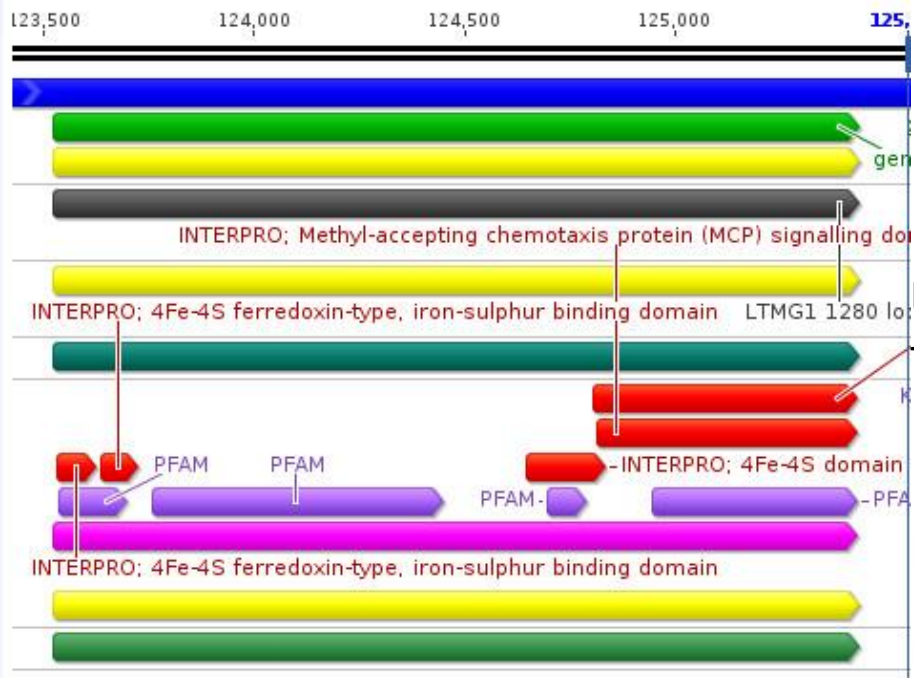 123,500 124,000 124,500 125,000 125,
gen
INTERPRO; Methyl-accepting chemotaxis protein (MCP) signalling do
INTERPRO; 4Fe-4S ferredoxin-type, iron-sulphur binding domain LTMG1 1280 lo
K
PFAM PFAM INTERPRO; 4Fe-4S domain
PFAM PFA
INTERPRO; 4Fe-4S ferredoxin-type, iron-sulphur binding domain